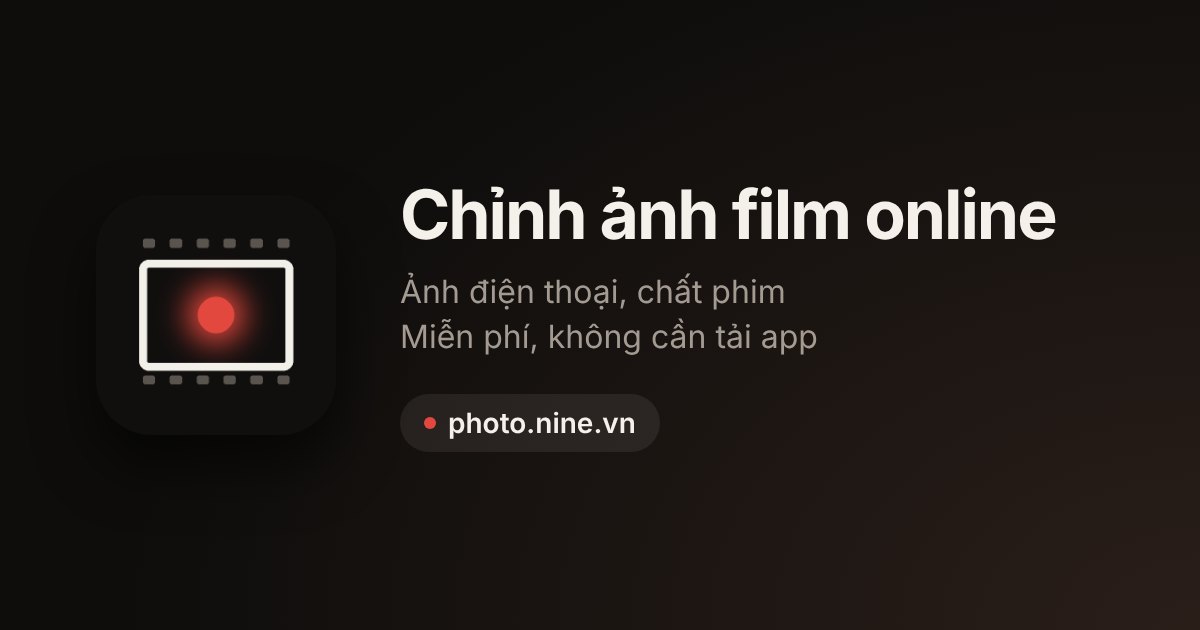 Chỉnh ảnh film online
Ảnh điện thoại, chất phim
Miễn phí, không cần tải app
photo.nine.vn